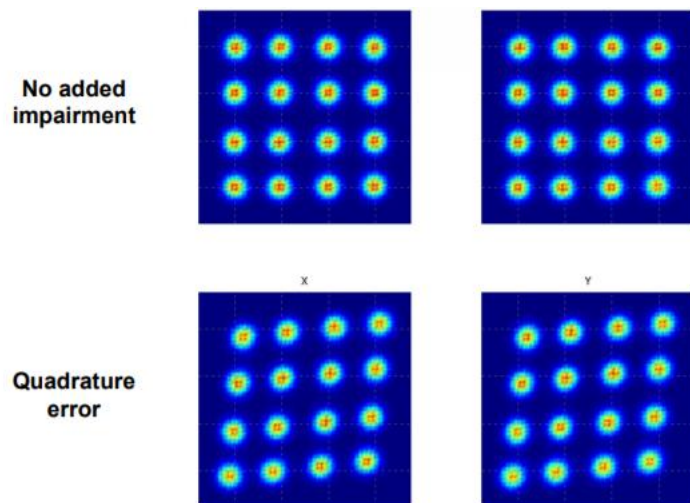 No added
impairment
X
Y
Quadrature
error